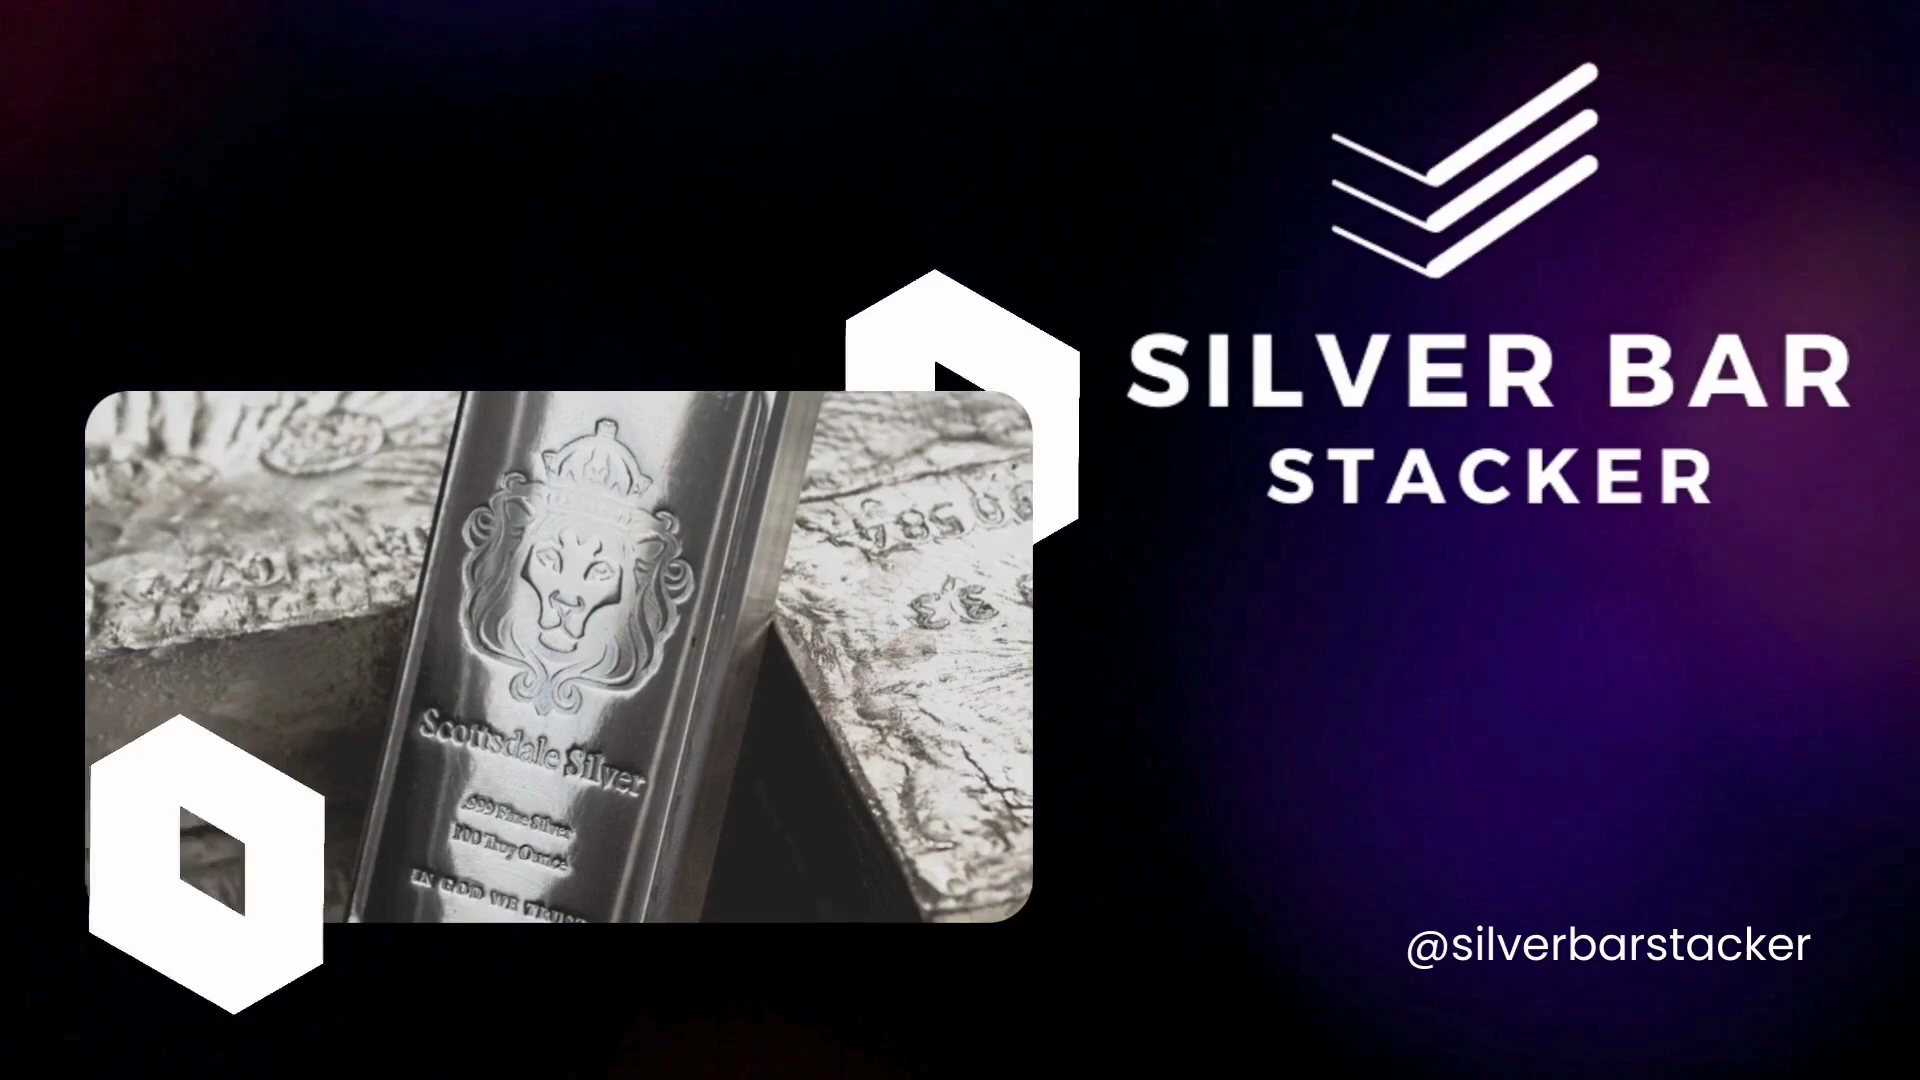 SILVER BAR
STACKER
Scottsdale Silver
.999 Fine Silver
100 Troy Ounce
IN GOD WE TRUST
@silverbarstacker